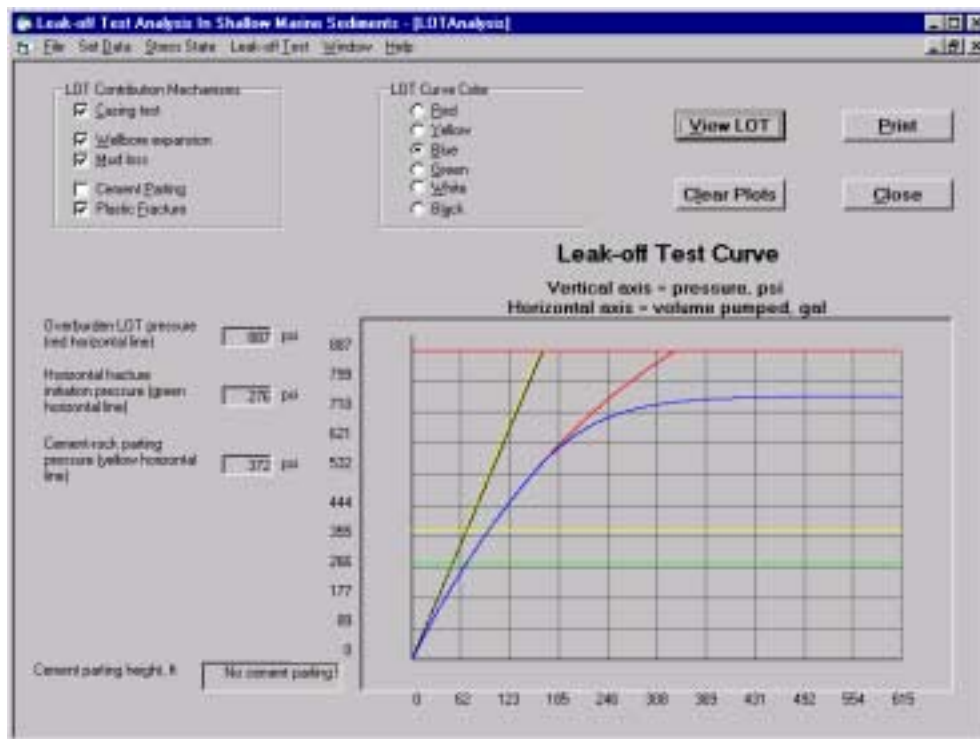 Leak-off Test Analysis In Shallow Marine Sediments - [LOTAnalysis]
File Set Data Stress State Leak-off Test Window Help
LOT Contribution Mechanisms
Casing test
Wellbore expansion
Mud loss
Cement Parting
Plastic Fracture
LOT Curve Color
Red
Yellow
Blue
Green
White
Black
View LOT
Print
Clear Plots
Close
Leak-off Test Curve
Vertical axis = pressure, psi
Horizontal axis = volume pumped, gal
Overburden LOT pressure
(red horizontal line)
887 psi
Horizontal fracture
initiation pressure (green
horizontal line)
276 psi
Cement-rock parting
pressure (yellow horizontal
line)
372 psi
887
799
710
621
532
444
355
266
177
89
0
Cement parting height, ft
No cement parting!
0 62 123 185 246 308 369 431 492 554 615